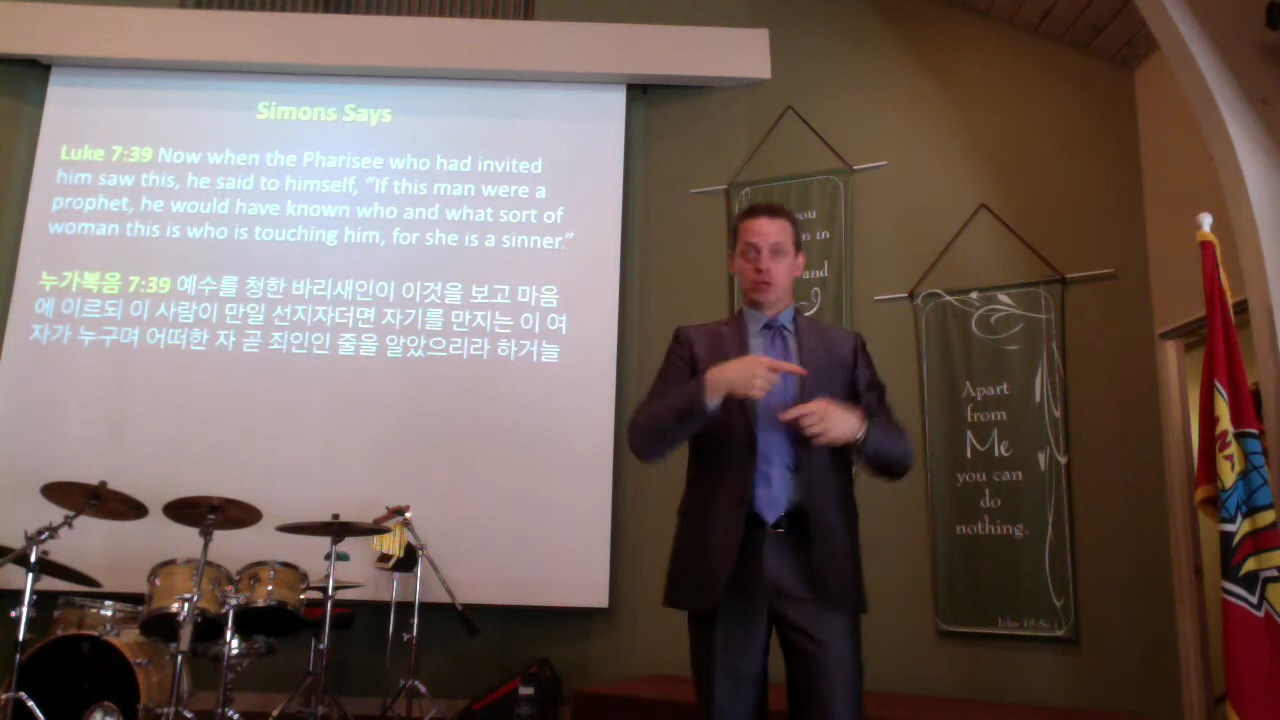 Simons Says
Luke 7:39 Now when the Pharisee who had invited
him saw this, he said to himself, “If this man were a
prophet, he would have known who and what sort of
woman this is who is touching him, for she is a sinner.”
누가복음 7:39 예수를 청한 바리새인이 이것을 보고 마음
에 이르되 이 사람이 만일 선지자더면 자기를 만지는 이 여
자가 누구며 어떠한 자 곧 죄인인 줄을 알았으리라 하거늘
in
and
Apart
from
Me
you can
do
nothing.
John 15:5